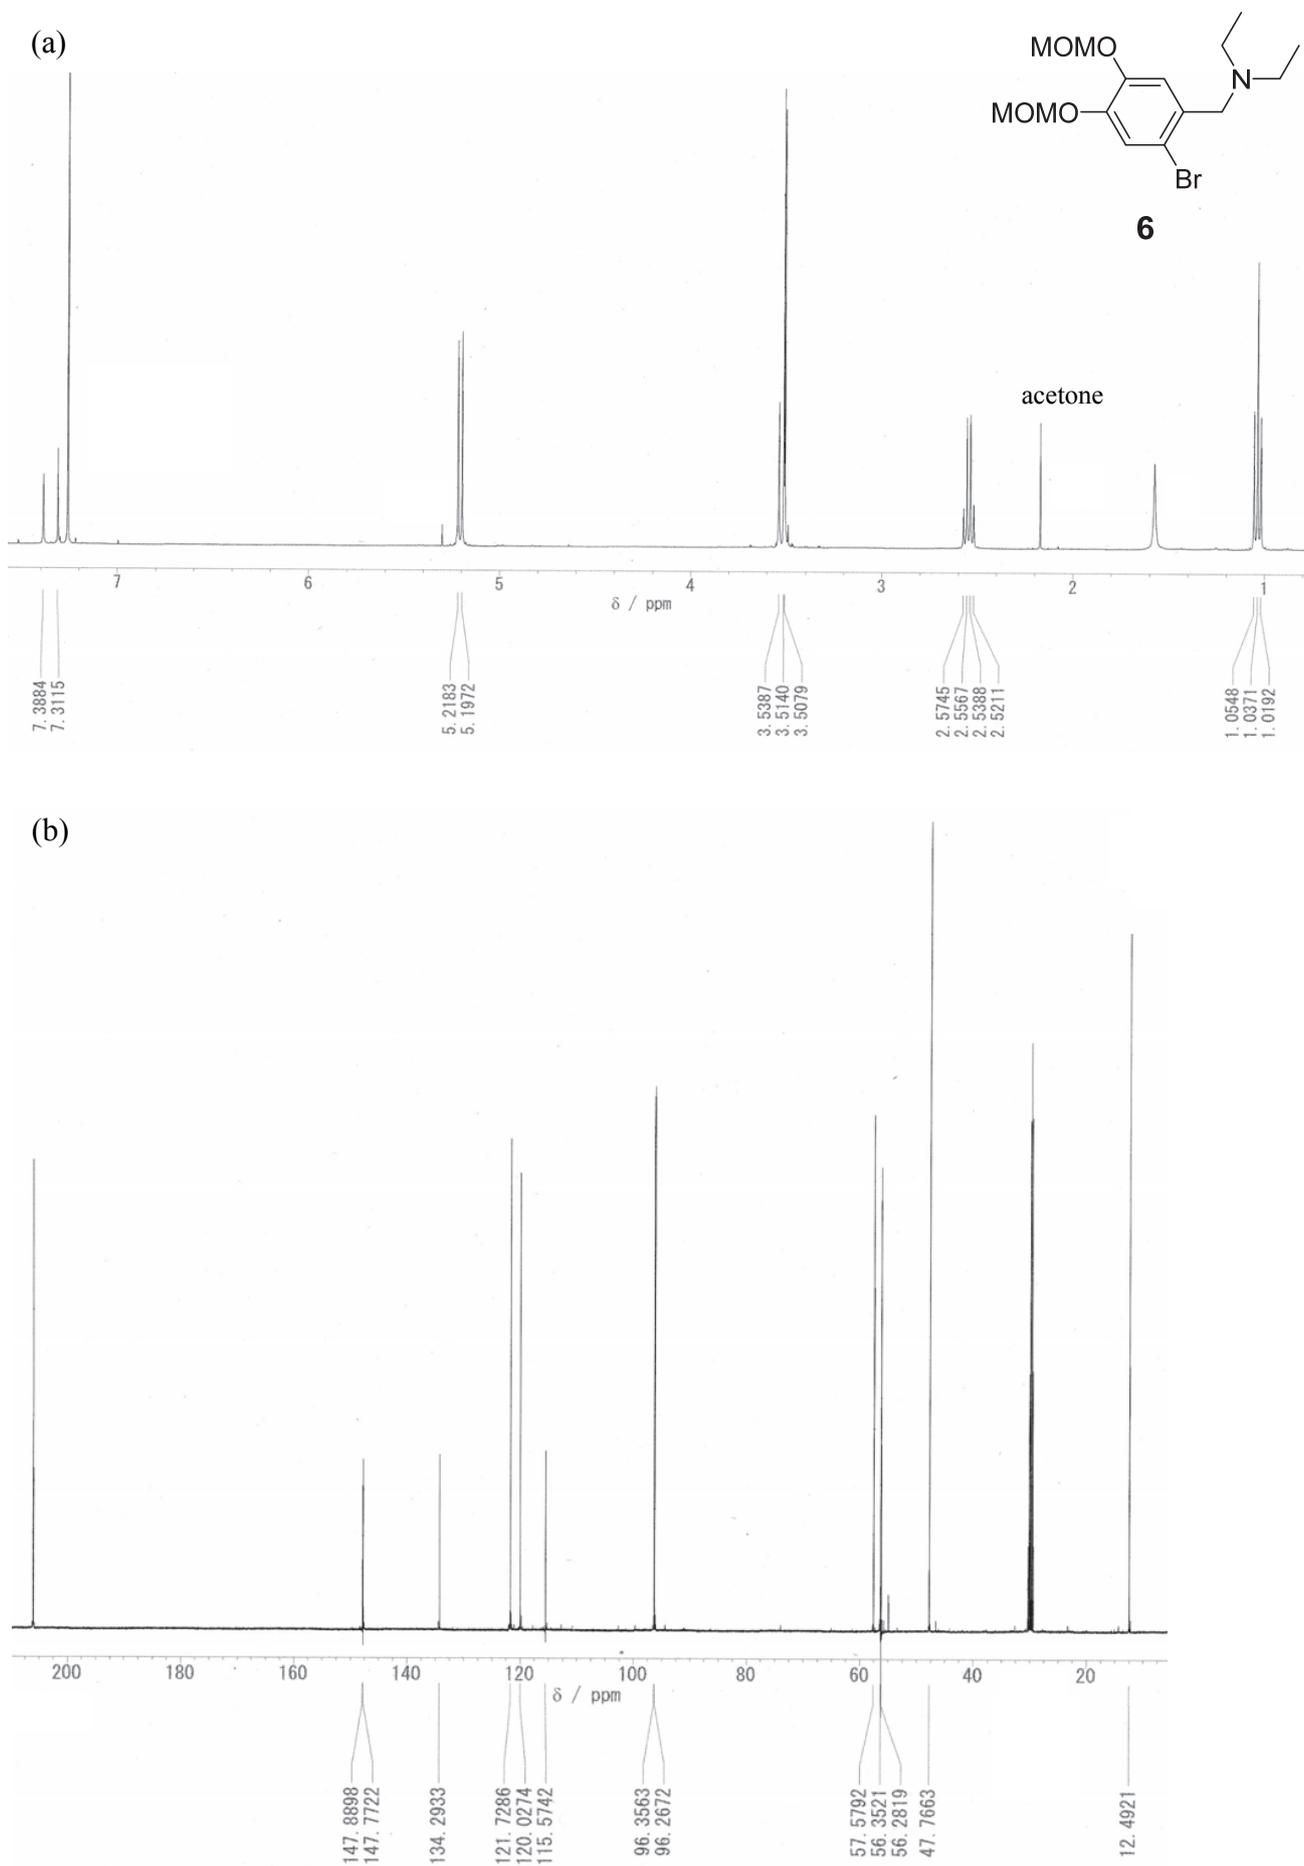 (a)
MOMO
MOMO
N
Br
6
acetone
7 6 5 4 3 2 1
δ / ppm
7.3884
7.3115
5.2183
5.1972
3.5387
3.5140
3.5079
2.5745
2.5567
2.5388
2.5211
1.0548
1.0371
1.0192
(b)
200 180 160 140 120 100 80 60 40 20
δ / ppm
147.8898
147.7722
134.2933
121.7286
120.0274
115.5742
96.3563
96.2672
57.5792
56.3521
56.2819
47.7663
12.4921